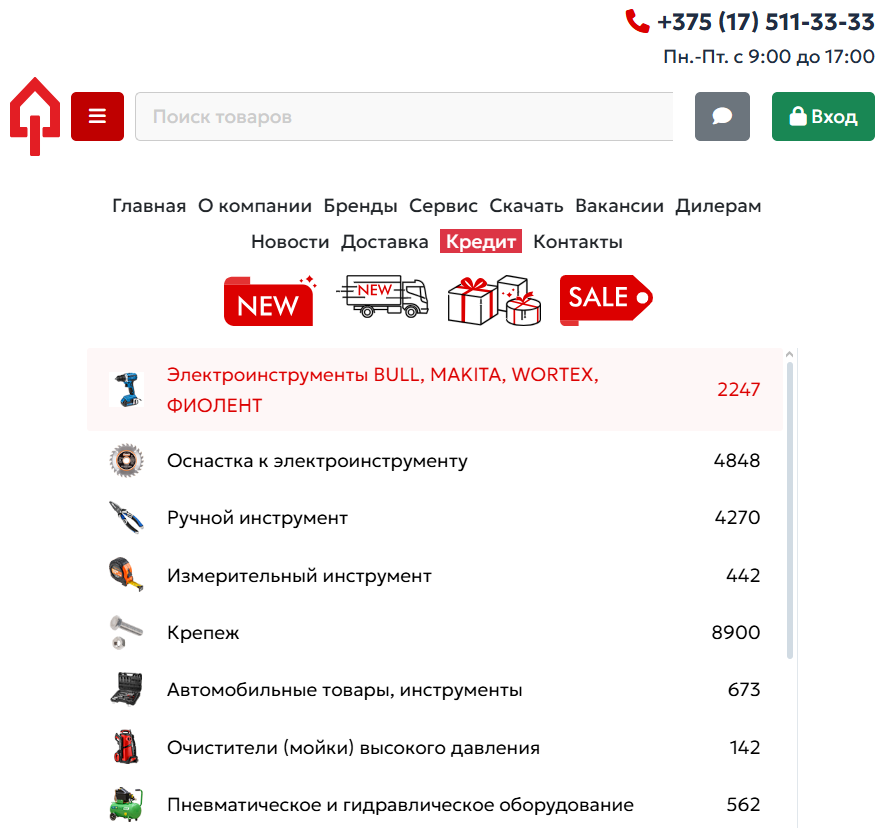 +375 (17) 511-33-33
Пн.-Пт. с 9:00 до 17:00
Поиск товаров
Вход
Главная О компании Бренды Сервис Скачать Вакансии Дилерам
Новости Доставка Кредит Контакты
NEW NEW SALE
Электроинструменты BULL, MAKITA, WORTEX,
ФИОЛЕНТ 2247
Оснастка к электроинструменту 4848
Ручной инструмент 4270
Измерительный инструмент 442
Крепеж 8900
Автомобильные товары, инструменты 673
Очистители (мойки) высокого давления 142
Пневматическое и гидравлическое оборудование 562